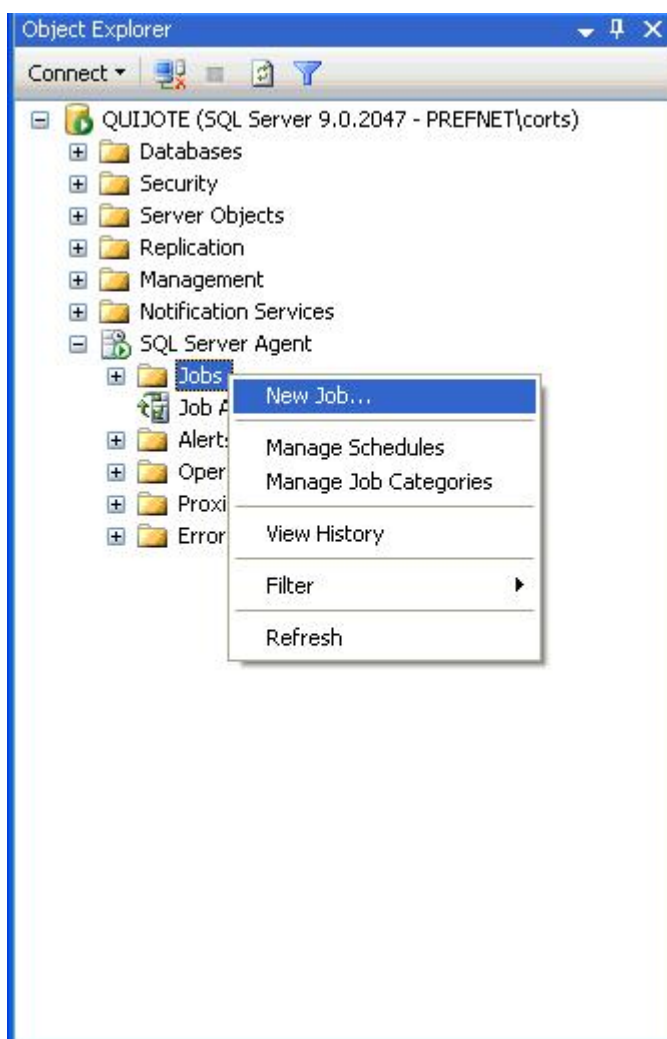 Object Explorer
Connect
QUIJOTE (SQL Server 9.0.2047 - PREFNET\corts)
Databases
Security
Server Objects
Replication
Management
Notification Services
SQL Server Agent
Jobs
Job A
Alerts
Oper
Proxi
Error
New Job...
Manage Schedules
Manage Job Categories
View History
Filter
Refresh